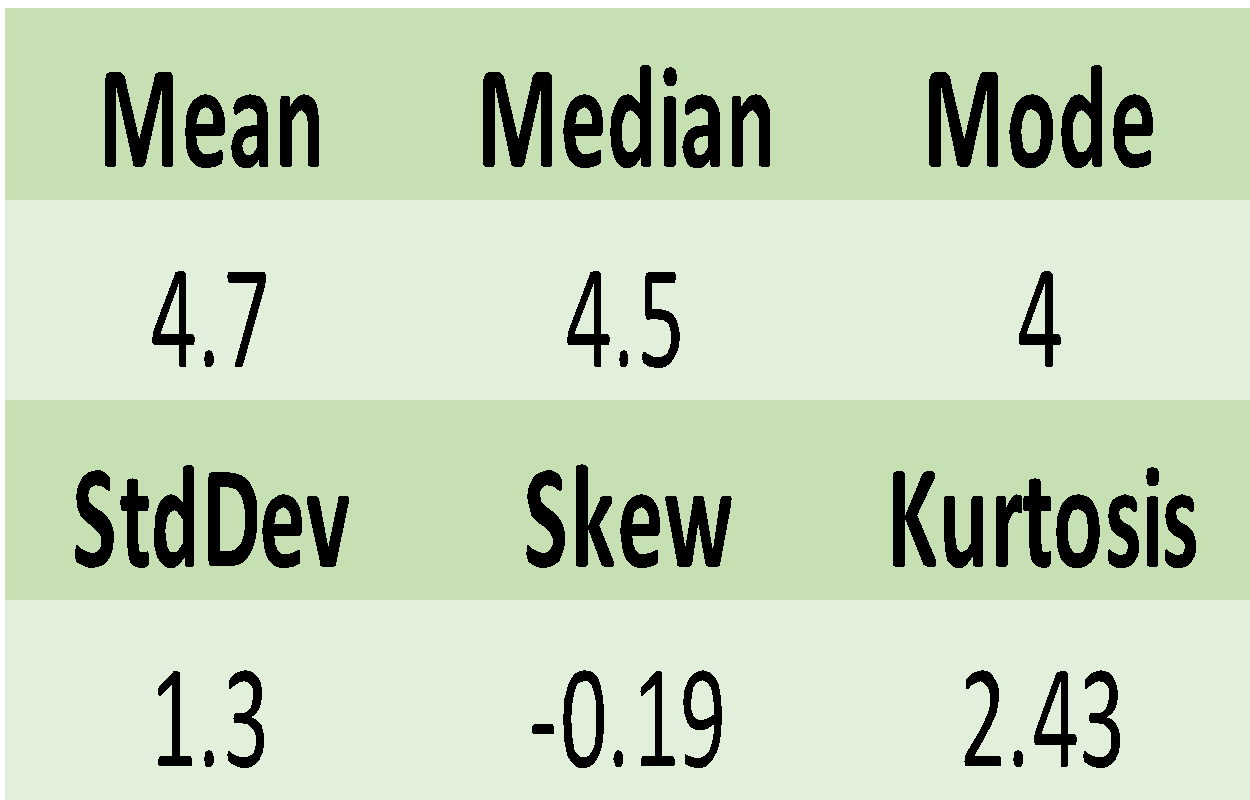 Mean Median Mode
4.7 4.5 4
StdDev Skew Kurtosis
1.3 -0.19 2.43